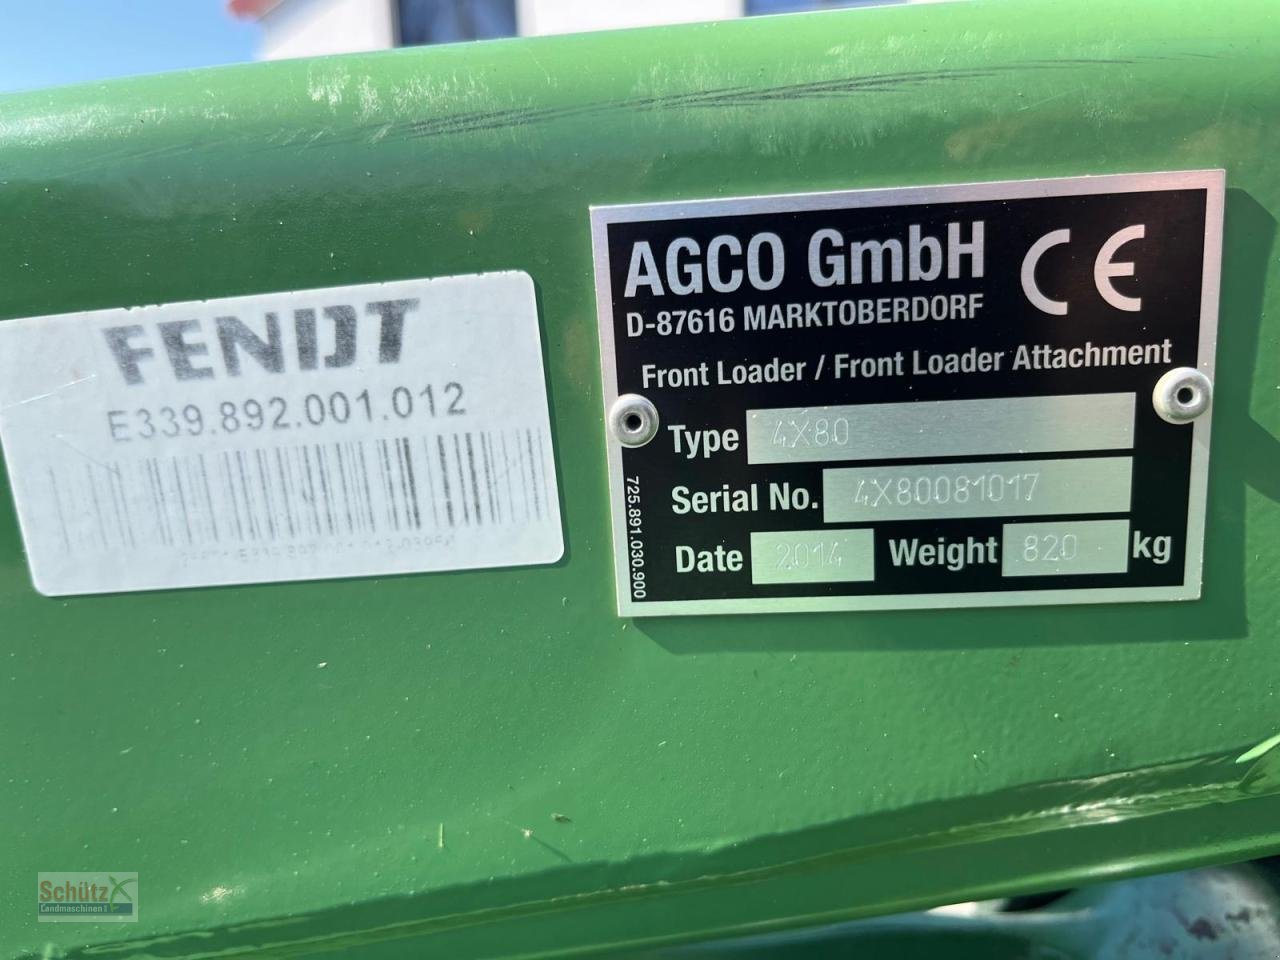 FENDT
E339.892.001.012
AGCO GmbH CE
D-87616 MARKTOBERDORF
Front Loader / Front Loader Attachment
Type 4X80
Serial No. 4X80081017
Date 2014 Weight 820 kg
725.891.030.900
Schütz
Landmaschinen